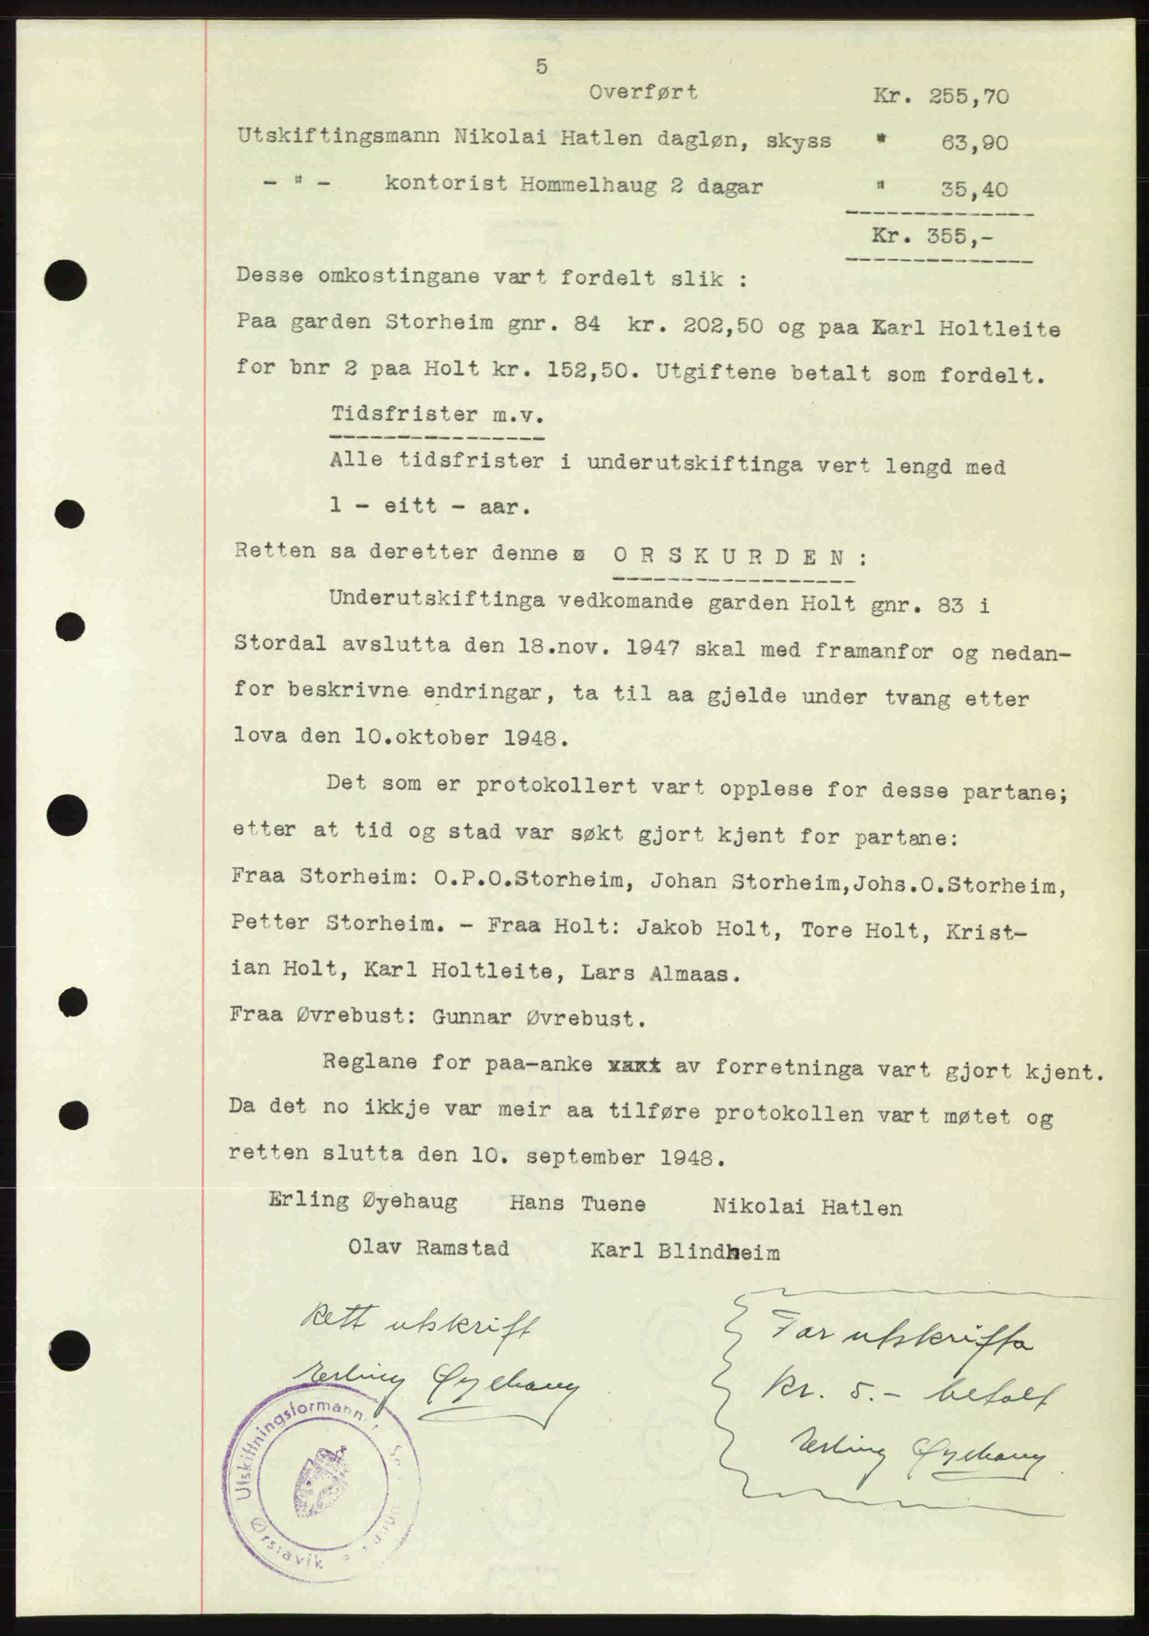 5
Overført Kr. 255,70
Utskiftingsmann Nikolai Hatlen dagløn, skyss " 63,90
- " - kontorist Hommelhaug 2 dagar " 35,40
Kr. 355,-
Desse omkostingane vart fordelt slik :
Paa garden Storheim gnr. 84 kr. 202,50 og paa Karl Holtleite
for bnr 2 paa Holt kr. 152,50. Utgiftene betalt som fordelt.
Tidsfrister m.v.
Alle tidsfrister i underutskiftinga vert lengd med
1 - eitt - aar.
Retten sa deretter denne O R S K U R D E N :
Underutskiftinga vedkomande garden Holt gnr. 83 i
Stordal avslutta den 18.nov. 1947 skal med framanfor og nedan-
for beskrivne endringar, ta til aa gjelde under tvang etter
lova den 10.oktober 1948.
Det som er protokollert vart opplese for desse partane;
etter at tid og stad var søkt gjort kjent for partane:
Fraa Storheim: O.P.O.Storheim, Johan Storheim,Johs.O.Storheim,
Petter Storheim. - Fraa Holt: Jakob Holt, Tore Holt, Krist-
ian Holt, Karl Holtleite, Lars Almaas.
Fraa Øvrebust: Gunnar Øvrebust.
Reglane for paa-anke vart av forretninga vart gjort kjent.
Da det no ikkje var meir aa tilføre protokollen vart møtet og
retten slutta den 10. september 1948.
Erling Øyehaug Hans Tuene Nikolai Hatlen
Olav Ramstad Karl Blindheim
Rett utskrift
Erling Øyehaug
For utskrifta
kr. 5.- betalt
Erling Øyehaug
Utskiftningsformann
Ørstavik